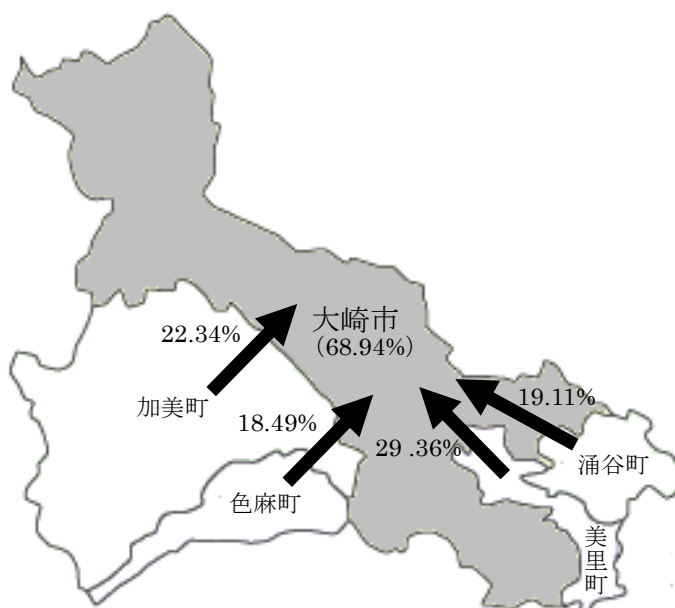 大崎市
(68.94%)
22.34%
加美町
19.11%
18.49%
29 .36%
涌谷町
色麻町
美里町